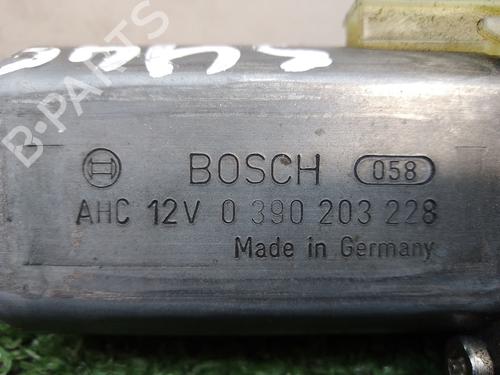 B-PARTS
BOSCH 058
AHC 12V 0 390 203 228
Made in Germany